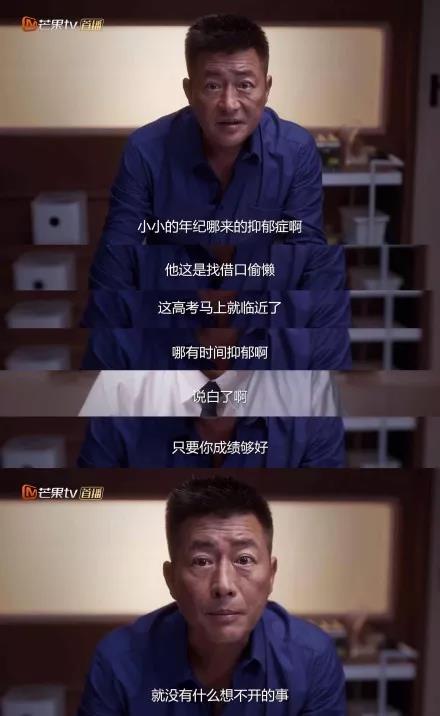 芒果tv 首播
小小的年纪哪来的抑郁症啊
他这是找借口偷懒
这高考马上就临近了
哪有时间抑郁啊
说白了啊
只要你成绩够好
芒果tv 首播
就没有什么想不开的事